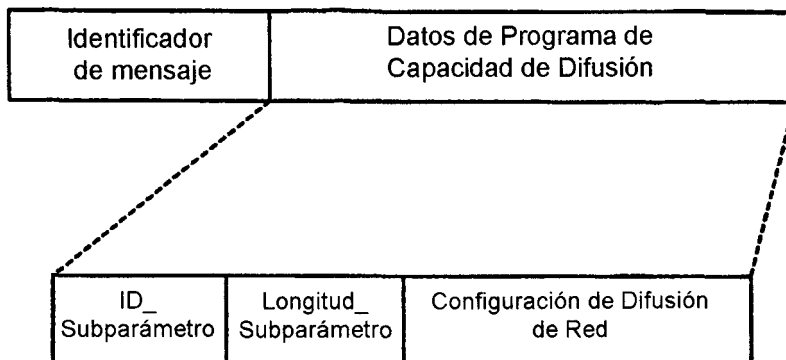 Identificador
de mensaje
Datos de Programa de
Capacidad de Difusión
ID_
Subparámetro
Longitud_
Subparámetro
Configuración de Difusión
de Red